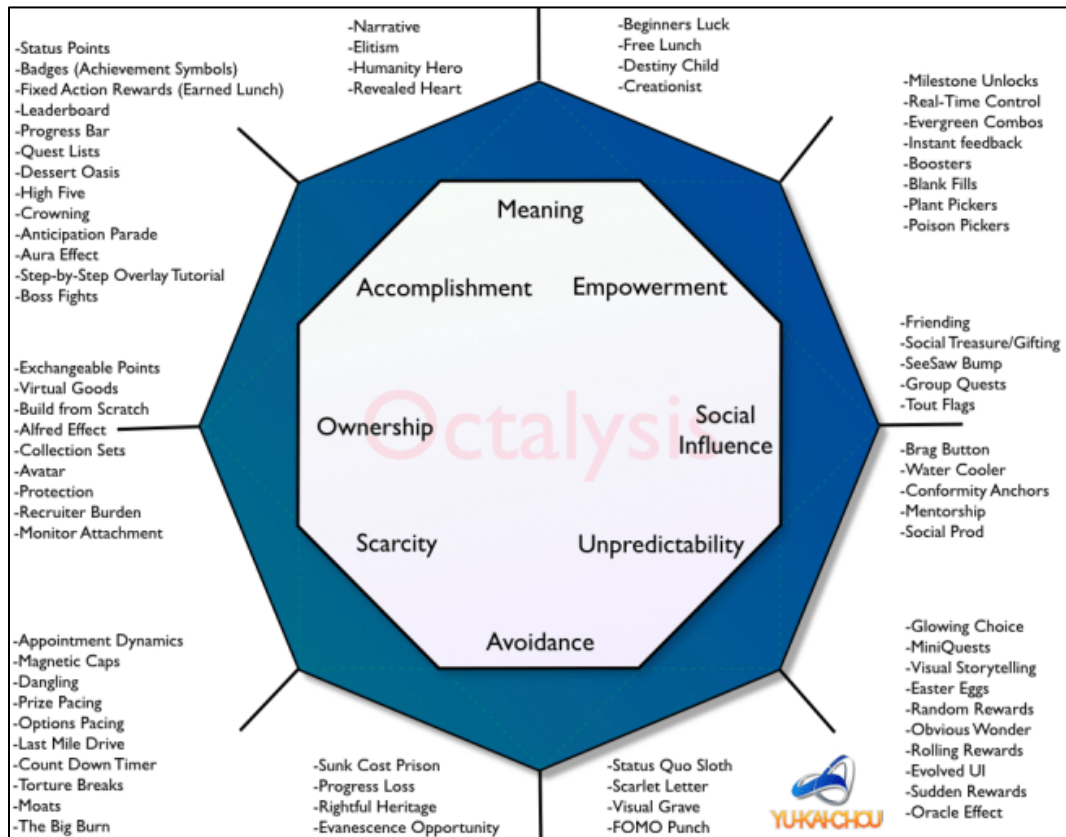 -Narrative
-Elitism
-Humanity Hero
-Revealed Heart
-Beginners Luck
-Free Lunch
-Destiny Child
-Creationist
-Status Points
-Badges (Achievement Symbols)
-Fixed Action Rewards (Earned Lunch)
-Leaderboard
-Progress Bar
-Quest Lists
-Dessert Oasis
-High Five
-Crowning
-Anticipation Parade
-Aura Effect
-Step-by-Step Overlay Tutorial
-Boss Fights
-Milestone Unlocks
-Real-Time Control
-Evergreen Combos
-Instant feedback
-Boosters
-Blank Fills
-Plant Pickers
-Poison Pickers
Meaning
Accomplishment
Empowerment
Ownership
Octalysis
Social
Influence
Scarcity
Unpredictability
Avoidance
-Exchangeable Points
-Virtual Goods
-Build from Scratch
-Alfred Effect
-Collection Sets
-Avatar
-Protection
-Recruiter Burden
-Monitor Attachment
-Friending
-Social Treasure/Gifting
-SeeSaw Bump
-Group Quests
-Tout Flags
-Brag Button
-Water Cooler
-Conformity Anchors
-Mentorship
-Social Prod
-Appointment Dynamics
-Magnetic Caps
-Dangling
-Prize Pacing
-Options Pacing
-Last Mile Drive
-Count Down Timer
-Torture Breaks
-Moats
-The Big Burn
-Sunk Cost Prison
-Progress Loss
-Rightful Heritage
-Evanescence Opportunity
-Status Quo Sloth
-Scarlet Letter
-Visual Grave
-FOMO Punch
YU-KAI-CHOU
-Glowing Choice
-MiniQuests
-Visual Storytelling
-Easter Eggs
-Random Rewards
-Obvious Wonder
-Rolling Rewards
-Evolved UI
-Sudden Rewards
-Oracle Effect